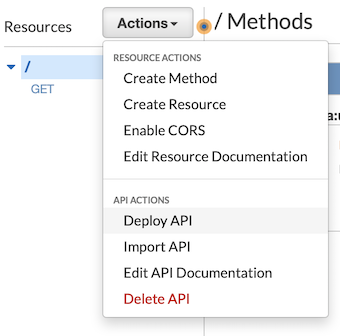 Resources
Actions
/ Methods
/
GET
RESOURCE ACTIONS
Create Method
Create Resource
Enable CORS
Edit Resource Documentation
API ACTIONS
Deploy API
Import API
Edit API Documentation
Delete API